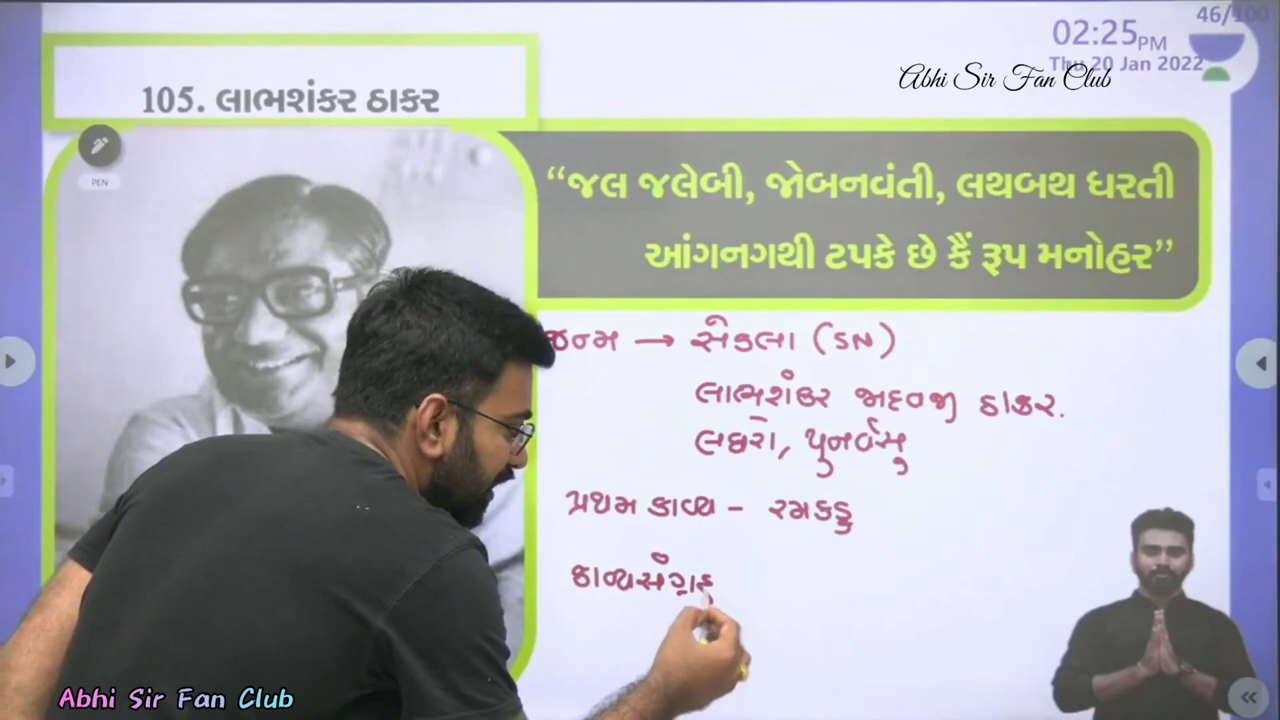 46/100
02:25PM
Thu 20 Jan 2022
Abhi Sir Fan Club
105. લાભશંકર ઠાકર
PEN
“જલ જલેબી, જોબનવંતી, લથબથ ધરતી
આંગનગથી ટપકે છે કૈં રૂપ મનોહર”
જન્મ → સેડલા (SN)
લાભશંકર જાદવજી ઠાકર.
લઘરો, પુનર્વસુ
પ્રથમ કાવ્ય – રમકડુ
કાવ્યસંગ્રહ
Abhi Sir Fan Club